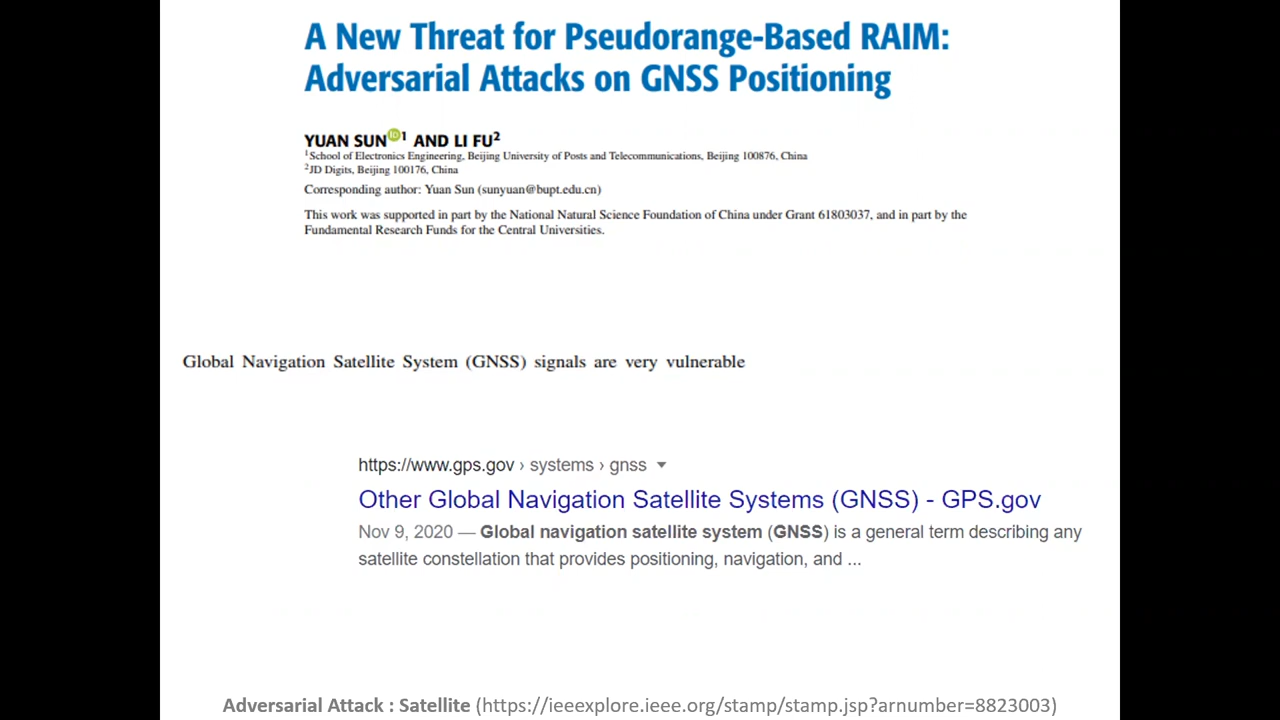 A New Threat for Pseudorange-Based RAIM:
Adversarial Attacks on GNSS Positioning
YUAN SUN iD 1 AND LI FU2
1School of Electronics Engineering, Beijing University of Posts and Telecommunications, Beijing 100876, China
2JD Digits, Beijing 100176, China
Corresponding author: Yuan Sun (sunyuan@bupt.edu.cn)
This work was supported in part by the National Natural Science Foundation of China under Grant 61803037, and in part by the
Fundamental Research Funds for the Central Universities.
Global Navigation Satellite System (GNSS) signals are very vulnerable
https://www.gps.gov › systems › gnss
Other Global Navigation Satellite Systems (GNSS) - GPS.gov
Nov 9, 2020 — Global navigation satellite system (GNSS) is a general term describing any
satellite constellation that provides positioning, navigation, and ...
Adversarial Attack : Satellite (https://ieeexplore.ieee.org/stamp/stamp.jsp?arnumber=8823003)